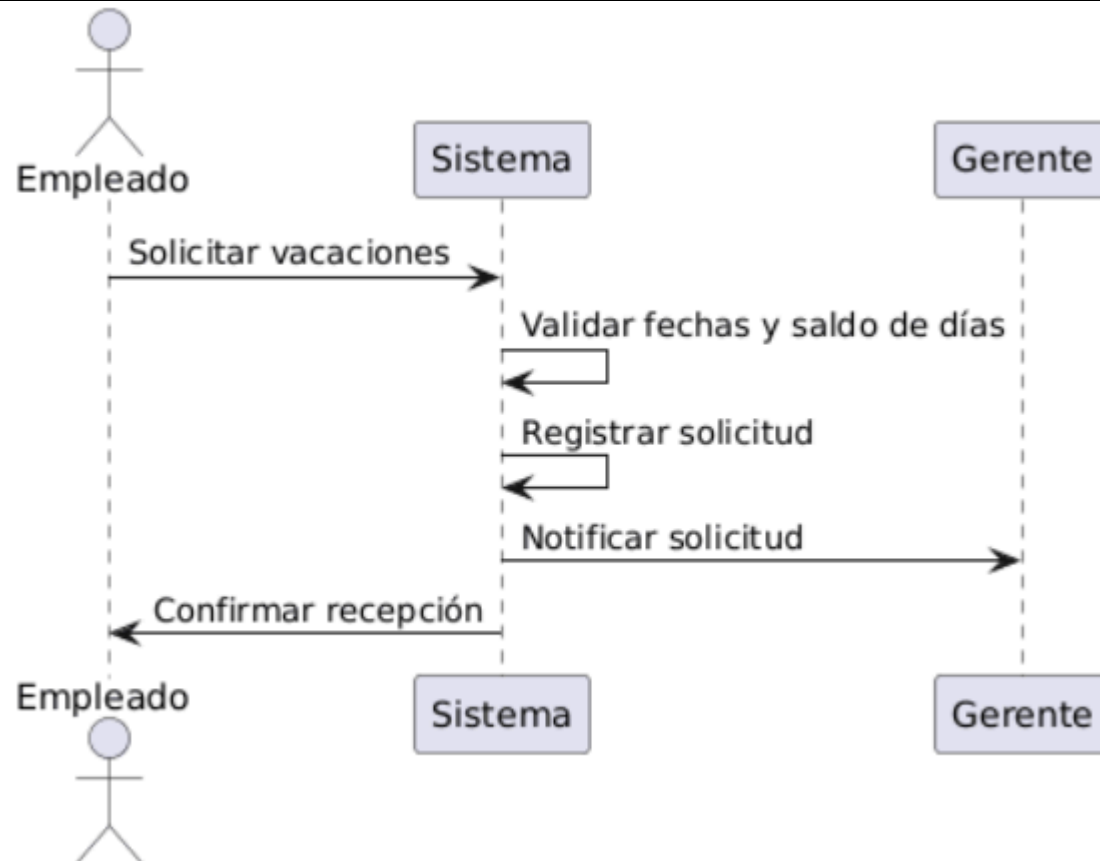 Empleado
Sistema
Gerente
Solicitar vacaciones
Validar fechas y saldo de días
Registrar solicitud
Notificar solicitud
Confirmar recepción
Empleado
Sistema
Gerente